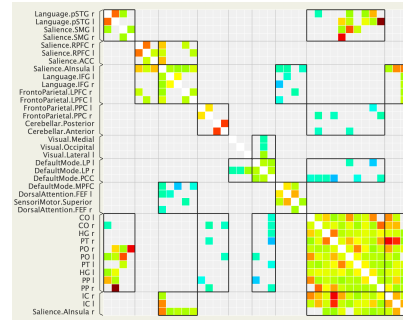 Language.pSTG r
Language.pSTG l
Salience.SMG l
Salience.SMG r
Salience.RPFC r
Salience.RPFC l
Salience.ACC
Salience.AInsula l
Language.IFG l
Language.IFG r
FrontoParietal.LPFC r
FrontoParietal.LPFC l
FrontoParietal.PPC l
FrontoParietal.PPC r
Cerebellar.Posterior
Cerebellar.Anterior
Visual.Medial
Visual.Occipital
Visual.Lateral l
DefaultMode.LP l
DefaultMode.LP r
DefaultMode.PCC
DefaultMode.MPFC
DorsalAttention.FEF l
SensoriMotor.Superior
DorsalAttention.FEF r
CO l
CO r
HG r
PT r
PO r
PO l
PT l
HG l
PP l
PP r
IC r
IC l
Salience.AInsula r